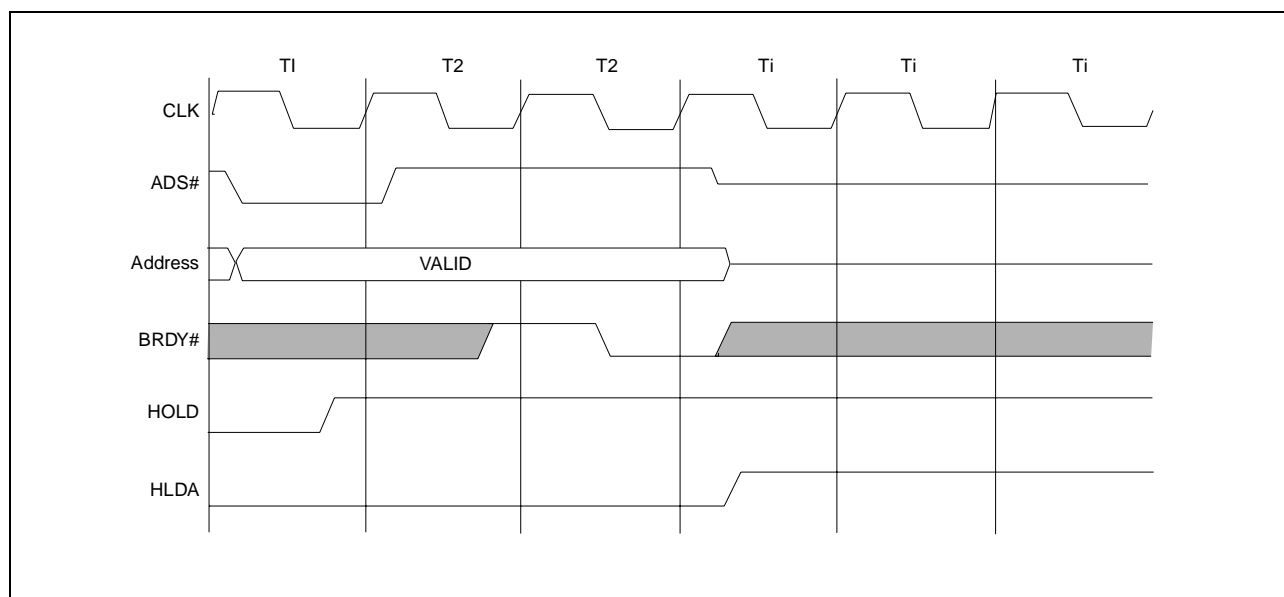 TI T2 T2 Ti Ti Ti
CLK
ADS#
Address VALID
BRDY#
HOLD
HLDA